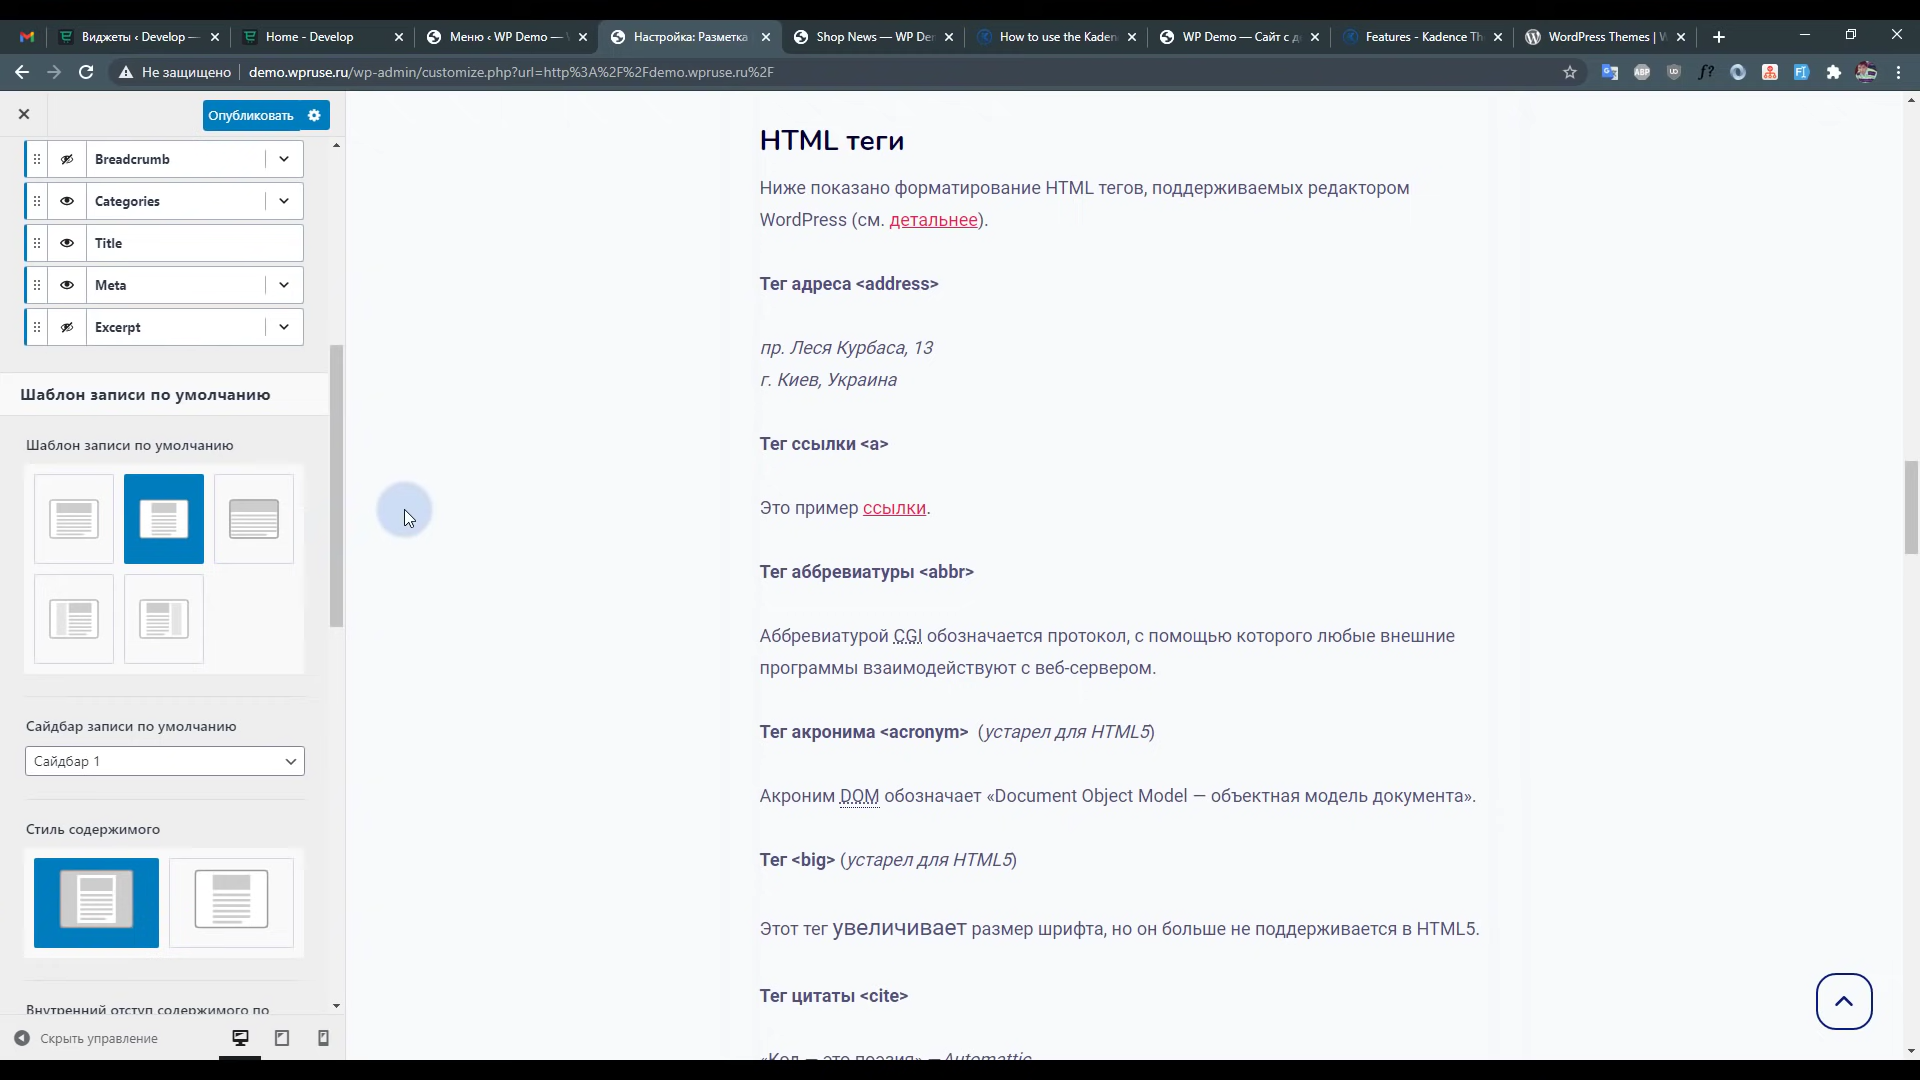 Виджеты ‹ Develop —
Home - Develop
Меню ‹ WP Demo —
Настройка: Разметка
Shop News — WP De
How to use the Kaden
WP Demo — Сайт с д
Features - Kadence Th
WordPress Themes | W
Не защищено
demo.wpruse.ru/wp-admin/customize.php?url=http%3A%2F%2Fdemo.wpruse.ru%2F
Опубликовать
Breadcrumb
Categories
Title
Meta
Excerpt
Шаблон записи по умолчанию
Шаблон записи по умолчанию
Сайдбар записи по умолчанию
Сайдбар 1
Стиль содержимого
Внутренний отступ содержимого по
Скрыть управление
HTML теги
Ниже показано форматирование HTML тегов, поддерживаемых редактором
WordPress (см. детальнее).
Тег адреса <address>
пр. Леся Курбаса, 13
г. Киев, Украина
Тег ссылки <a>
Это пример ссылки.
Тег аббревиатуры <abbr>
Аббревиатурой CGI обозначается протокол, с помощью которого любые внешние
программы взаимодействуют с веб-сервером.
Тег акронима <acronym> (устарел для HTML5)
Акроним DOM обозначает «Document Object Model — объектная модель документа».
Тег <big> (устарел для HTML5)
Этот тег увеличивает размер шрифта, но он больше не поддерживается в HTML5.
Тег цитаты <cite>
«Код — это поэзия» —Automattic